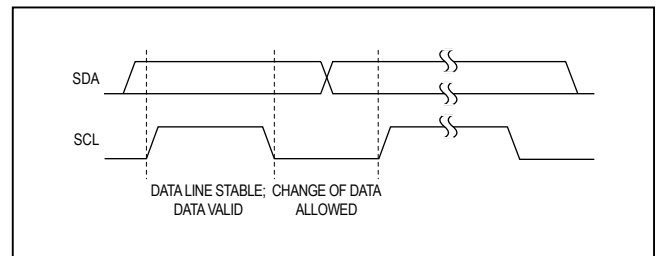 SDA
SCL
DATA LINE STABLE; CHANGE OF DATA
DATA VALID ALLOWED